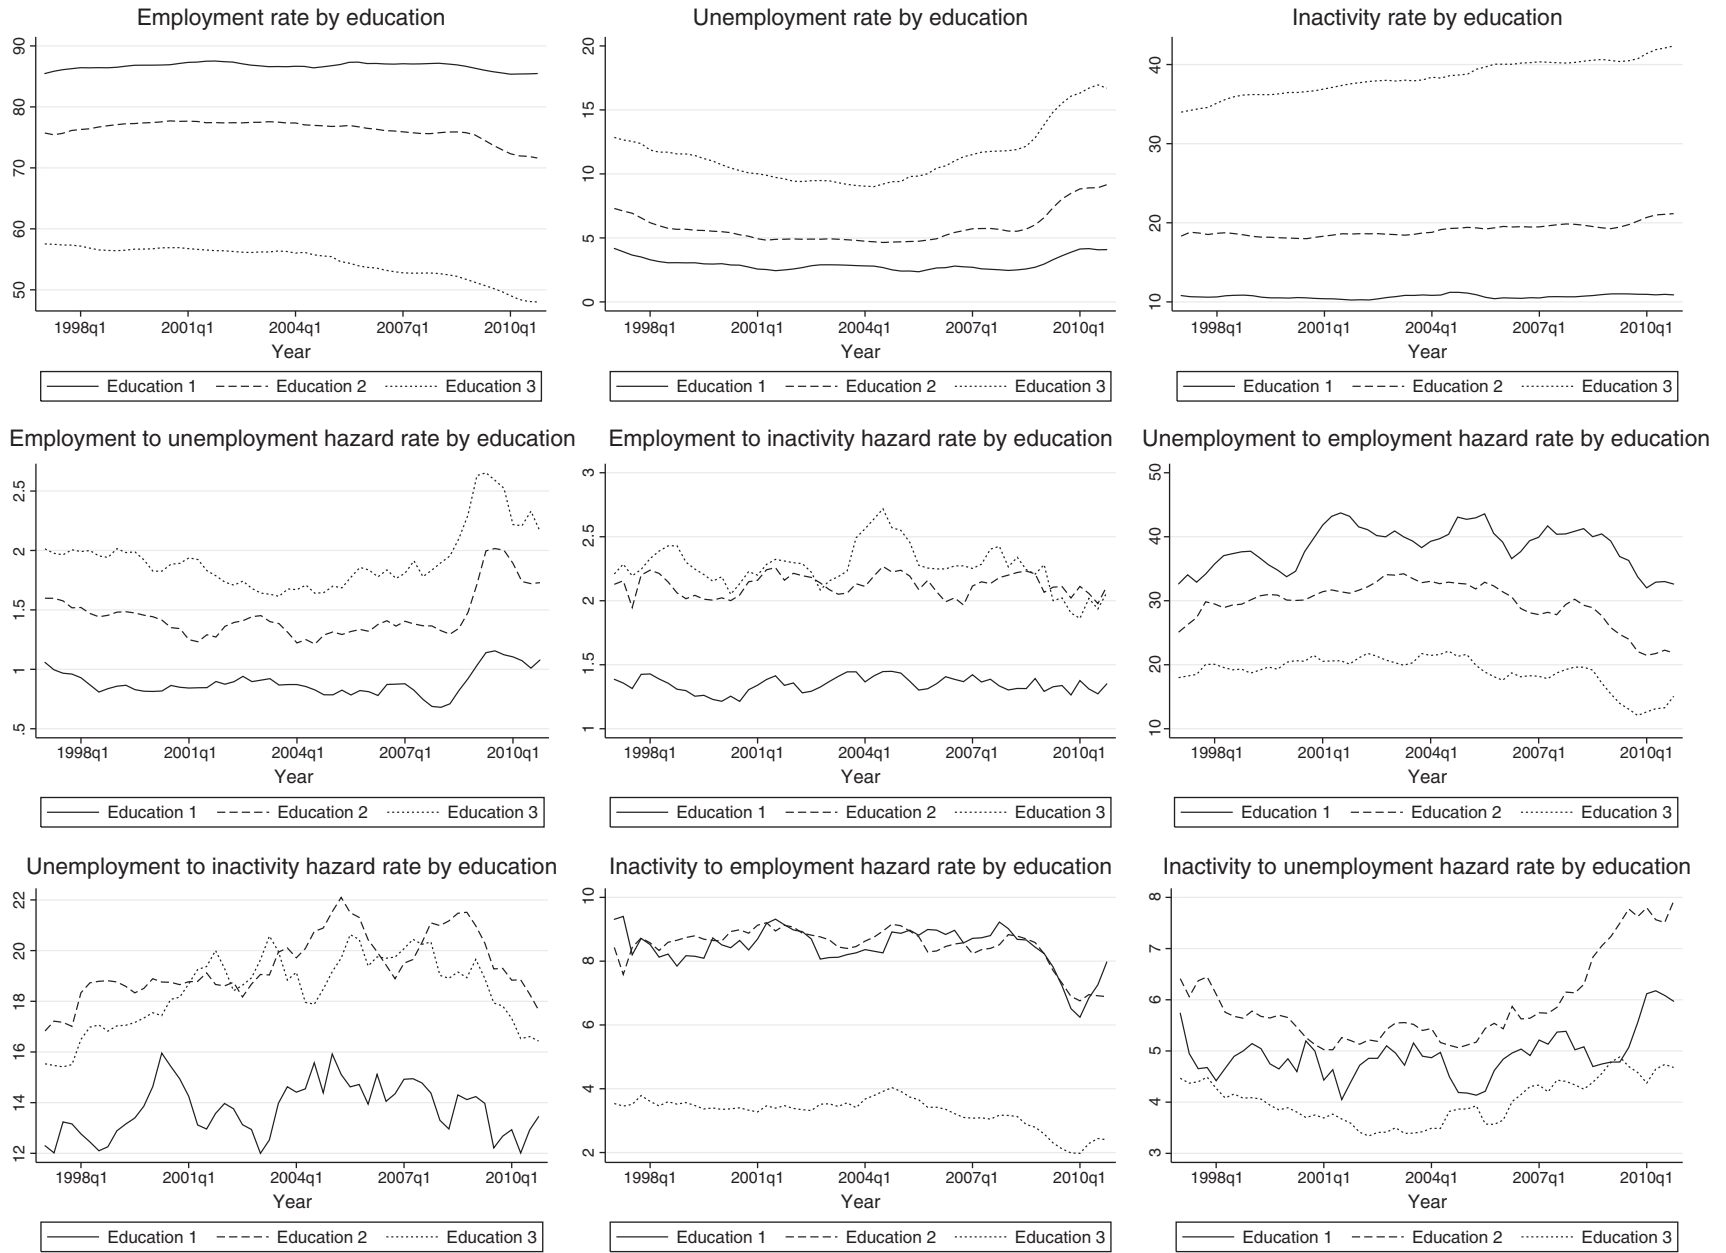 Employment rate by education
Unemployment rate by education
Inactivity rate by education
90
80
70
60
50
1998q1 2001q1 2004q1 2007q1 2010q1
Year
Education 1 Education 2 Education 3
20
15
10
5
0
1998q1 2001q1 2004q1 2007q1 2010q1
Year
Education 1 Education 2 Education 3
40
30
20
10
1998q1 2001q1 2004q1 2007q1 2010q1
Year
Education 1 Education 2 Education 3
Employment to unemployment hazard rate by education
Employment to inactivity hazard rate by education
Unemployment to employment hazard rate by education
2.5
2
1.5
1
.5
1998q1 2001q1 2004q1 2007q1 2010q1
Year
Education 1 Education 2 Education 3
3
2.5
2
1.5
1
1998q1 2001q1 2004q1 2007q1 2010q1
Year
Education 1 Education 2 Education 3
50
40
30
20
10
1998q1 2001q1 2004q1 2007q1 2010q1
Year
Education 1 Education 2 Education 3
Unemployment to inactivity hazard rate by education
Inactivity to employment hazard rate by education
Inactivity to unemployment hazard rate by education
22
20
18
16
14
12
1998q1 2001q1 2004q1 2007q1 2010q1
Year
Education 1 Education 2 Education 3
10
8
6
4
2
1998q1 2001q1 2004q1 2007q1 2010q1
Year
Education 1 Education 2 Education 3
8
7
6
5
4
3
1998q1 2001q1 2004q1 2007q1 2010q1
Year
Education 1 Education 2 Education 3